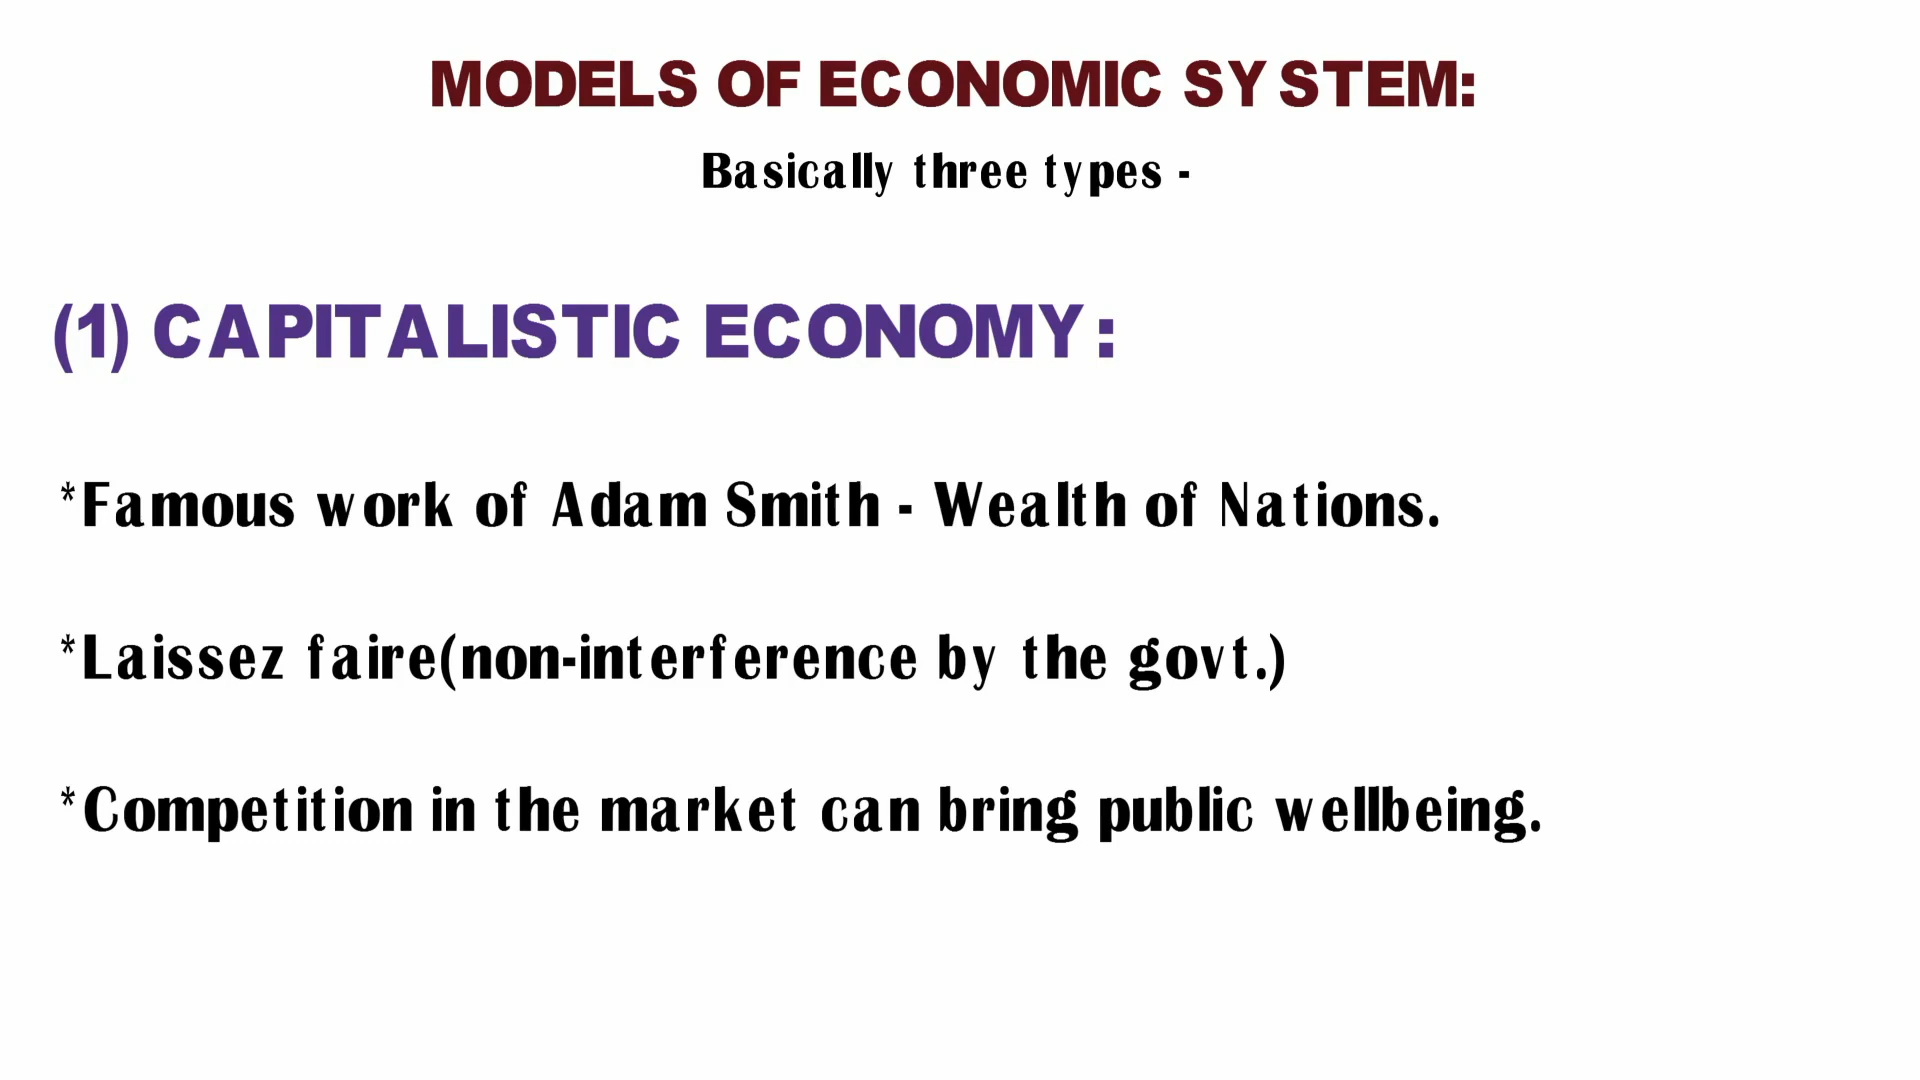 MODELS OF ECONOMIC SYSTEM:
Basically three types -
(1) CAPITALISTIC ECONOMY:
*Famous work of Adam Smith - Wealth of Nations.
*Laissez faire(non-interference by the govt.)
*Competition in the market can bring public wellbeing.